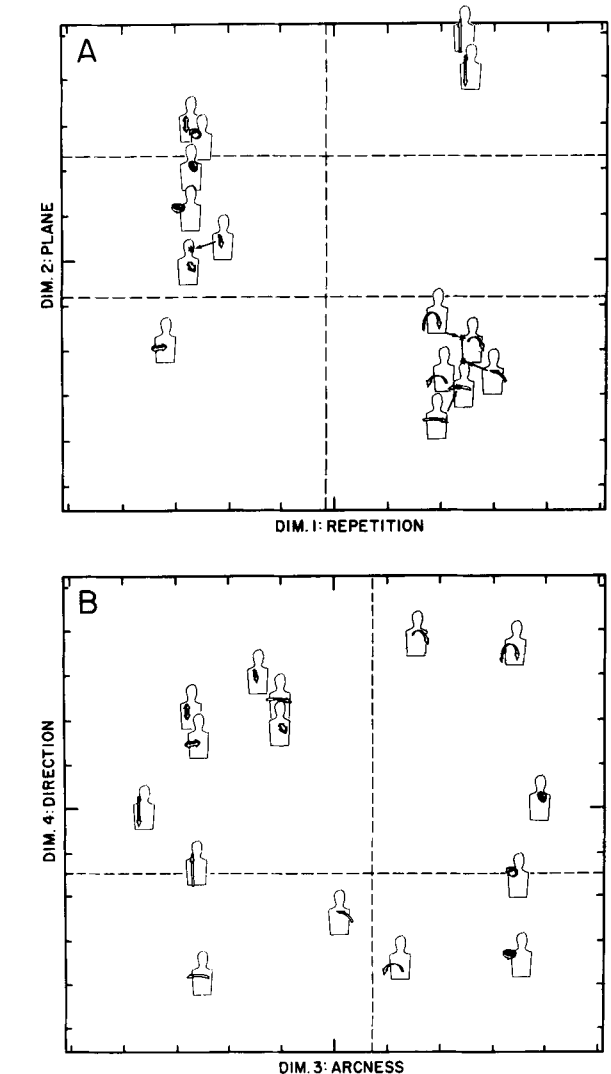 A
DIM. 2: PLANE
DIM. 1: REPETITION
B
DIM. 4: DIRECTION
DIM. 3: ARCNESS